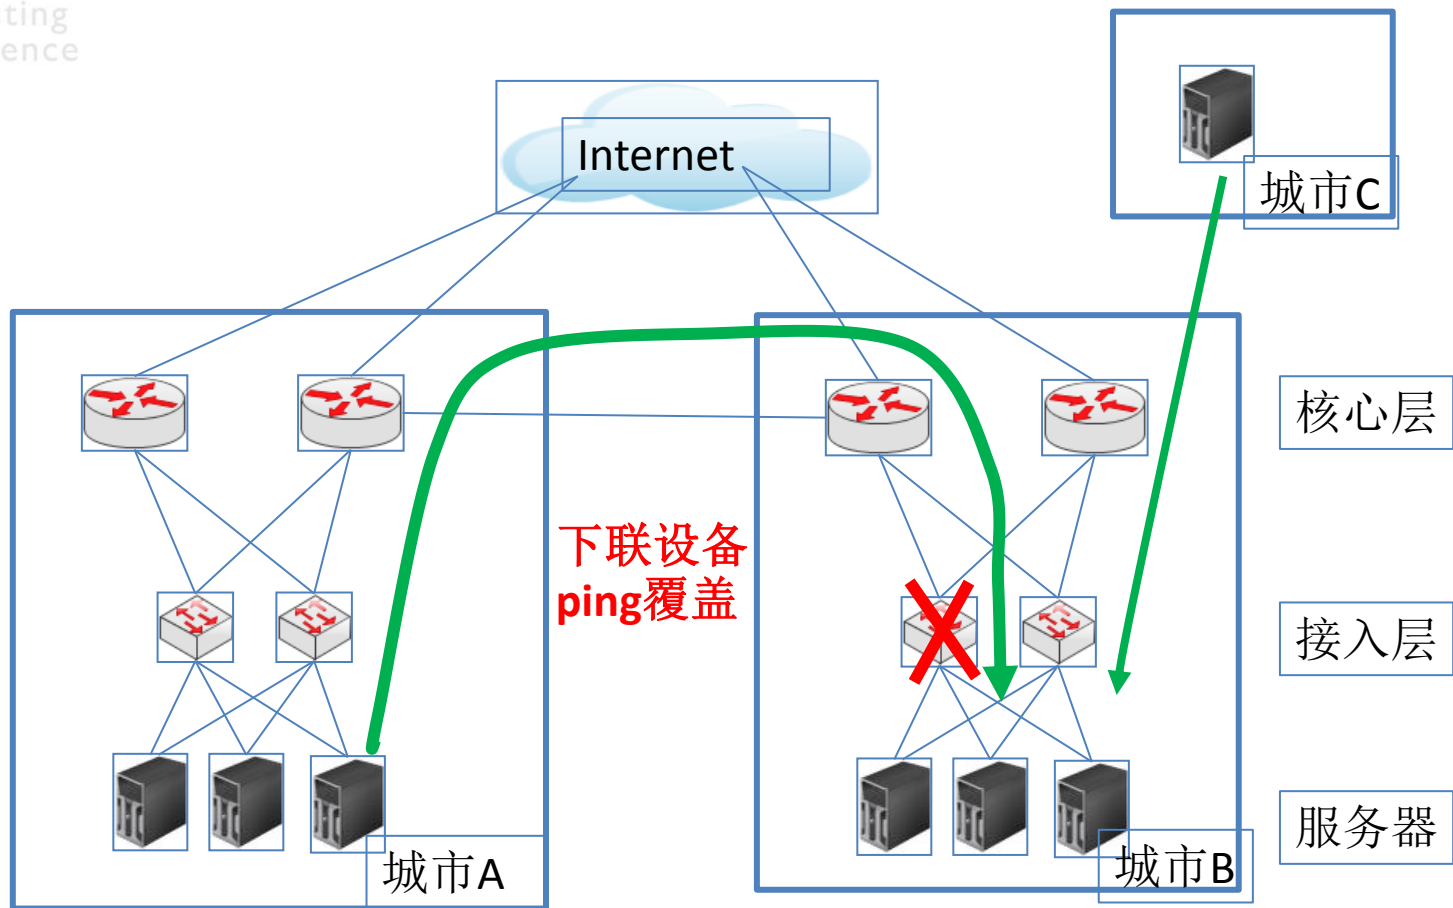 ting
ence
Internet
城市C
核心层
下联设备
ping覆盖
接入层
服务器
城市A
城市B